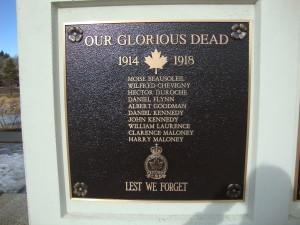 OUR GLORIOUS DEAD
1914 1918
MOISE BEAUSOLEIL
WILFRED CHEVIGNY
HECTOR DUROCHE
DANIEL FLYNN
ALBERT GOODMAN
DANIEL KENNEDY
JOHN KENNEDY
WILLIAM LAURENCE
CLARENCE MALONEY
HARRY MALONEY
LEST WE FORGET